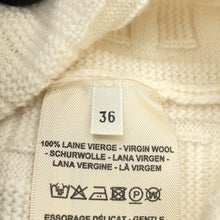 36
100% LAINE VIERGE - VIRGIN WOOL
- SCHURWOLLE - LANA VIRGEN
- LANA VERGINE - LÃ VIRGEM
ESSORAGE DÉLICAT - GENTLE